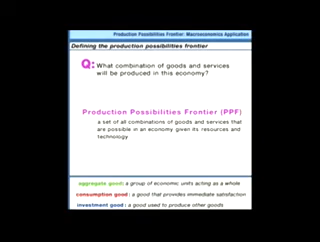 Production Possibilities Frontier: Macroeconomics Application
Defining the production possibilities frontier
Q: What combination of goods and services
will be produced in this economy?
Production Possibilities Frontier (PPF)
a set of all combinations of goods and services that
are possible in an economy given its resources and
technology
aggregate good: a group of economic units acting as a whole
consumption good: a good that provides immediate satisfaction
investment good: a good used to produce other goods